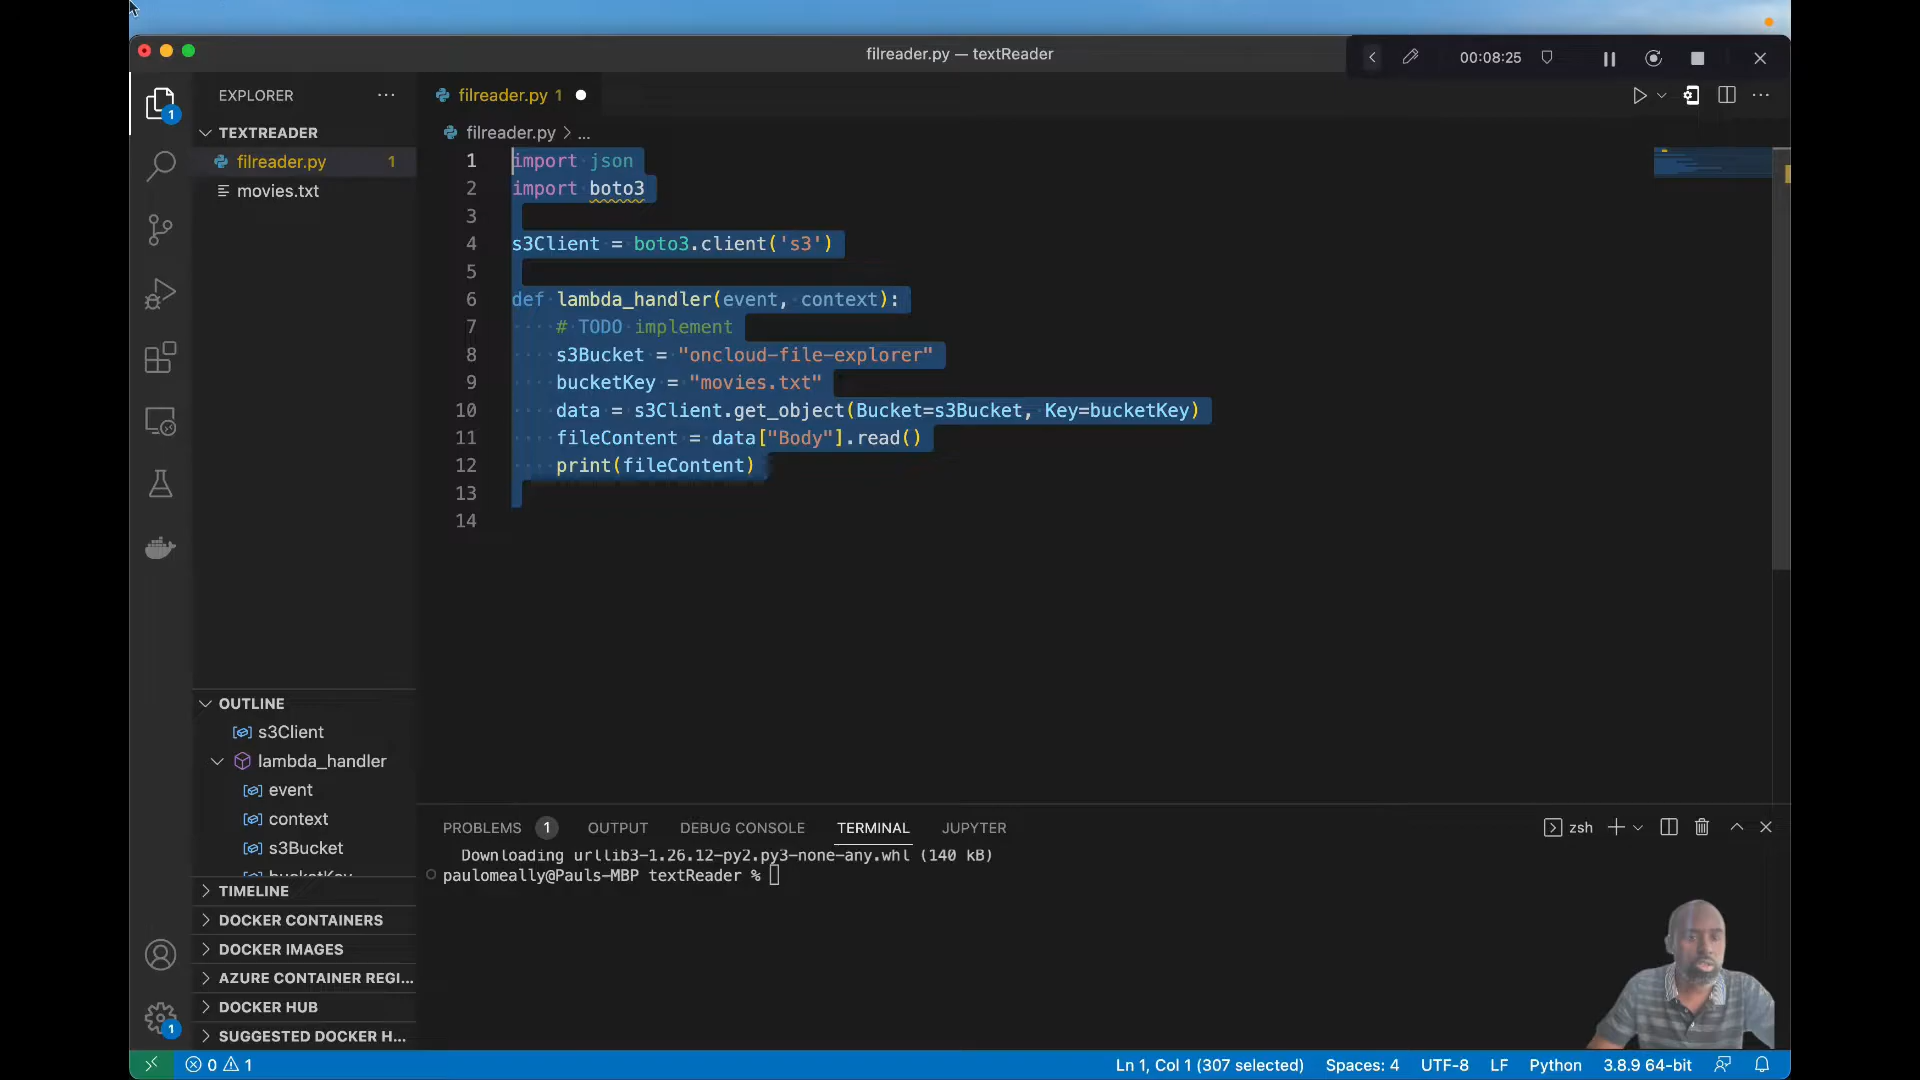 filreader.py — textReader
00:08:25
EXPLORER
filreader.py 1
TEXTREADER
filreader.py > ...
filreader.py 1
movies.txt
1 import json
2 import boto3
3
4 s3Client = boto3.client('s3')
5
6 def lambda_handler(event, context):
7 # TODO implement
8 s3Bucket = "oncloud-file-explorer"
9 bucketKey = "movies.txt"
10 data = s3Client.get_object(Bucket=s3Bucket, Key=bucketKey)
11 fileContent = data["Body"].read()
12 print(fileContent)
13
14
1
OUTLINE
s3Client
lambda_handler
event
context
s3Bucket
bucketKey
TIMELINE
DOCKER CONTAINERS
DOCKER IMAGES
AZURE CONTAINER REGI...
DOCKER HUB
SUGGESTED DOCKER H...
1
PROBLEMS 1 OUTPUT DEBUG CONSOLE TERMINAL JUPYTER
zsh
Downloading urllib3-1.26.12-py2.py3-none-any.whl (140 kB)
paulomeally@Pauls-MBP textReader %
0 1
Ln 1, Col 1 (307 selected) Spaces: 4 UTF-8 LF Python 3.8.9 64-bit